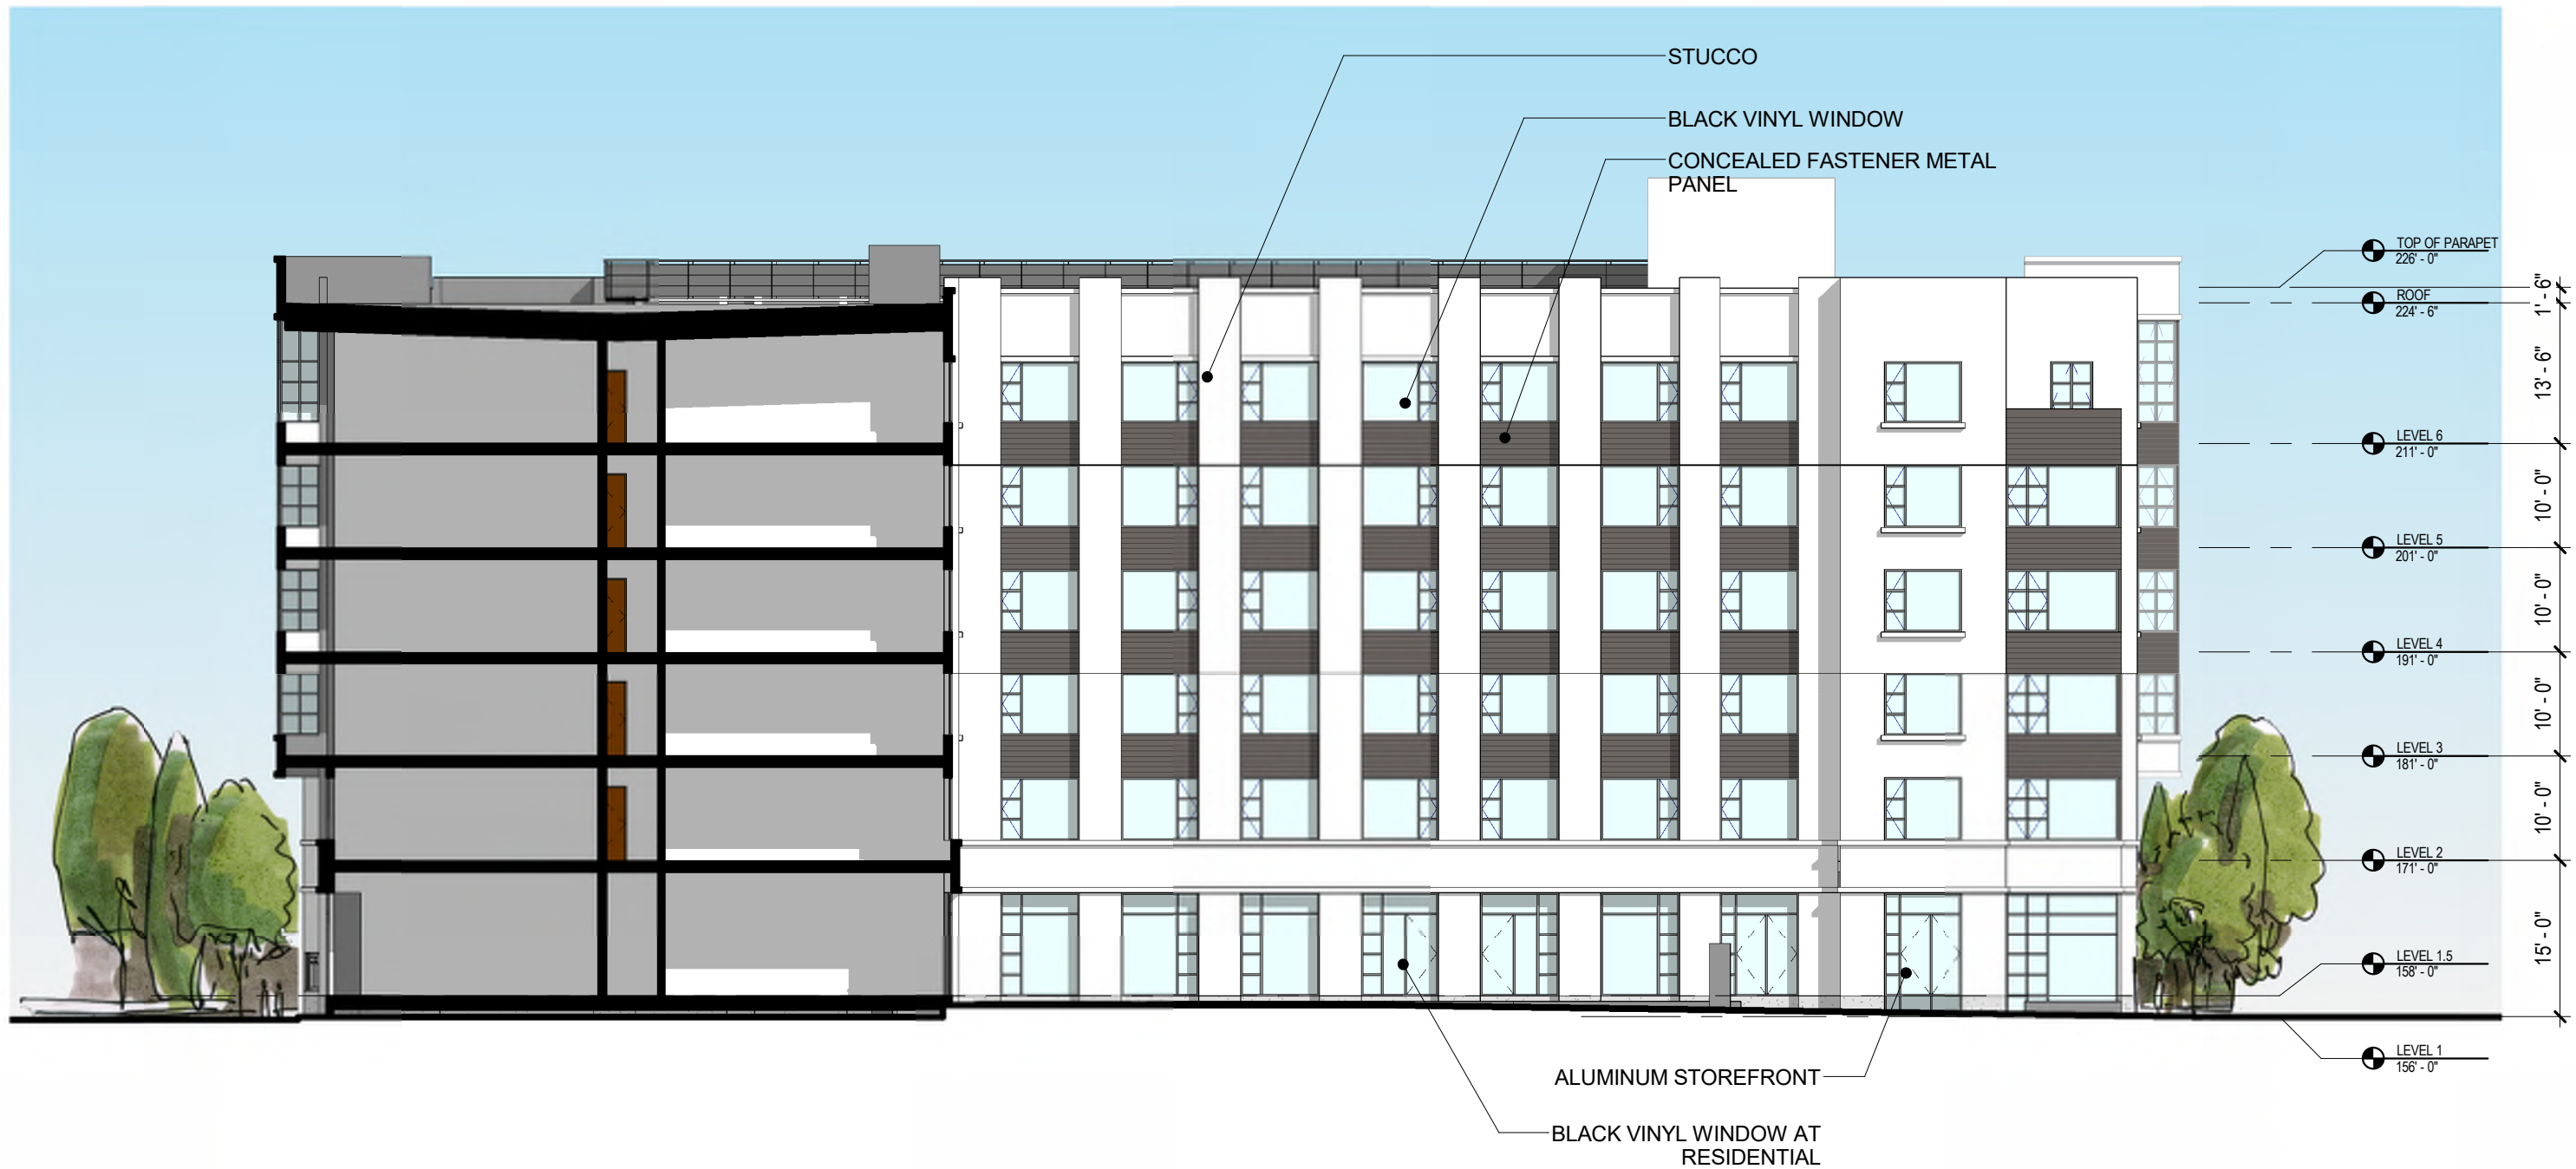 STUCCO
BLACK VINYL WINDOW
CONCEALED FASTENER METAL
PANEL
TOP OF PARAPET
226' - 0"
1' - 6"
ROOF
224' - 6"
13' - 6"
LEVEL 6
211' - 0"
10' - 0"
LEVEL 5
201' - 0"
10' - 0"
LEVEL 4
191' - 0"
10' - 0"
LEVEL 3
181' - 0"
10' - 0"
LEVEL 2
171' - 0"
15' - 0"
LEVEL 1.5
158' - 0"
LEVEL 1
156' - 0"
ALUMINUM STOREFRONT
BLACK VINYL WINDOW AT
RESIDENTIAL